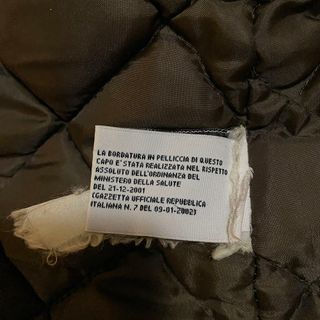 LA BORDATURA IN PELLICCIA DI QUESTO
CAPO E' STATA REALIZZATA NEL RISPETTO
ASSOLUTO DELL'ORDINANZA DEL
MINISTERO DELLA SALUTE
DEL 21-12-2001
(GAZZETTA UFFICIALE REPUBBLICA
ITALIANA N. 7 DEL 09-01-2002)